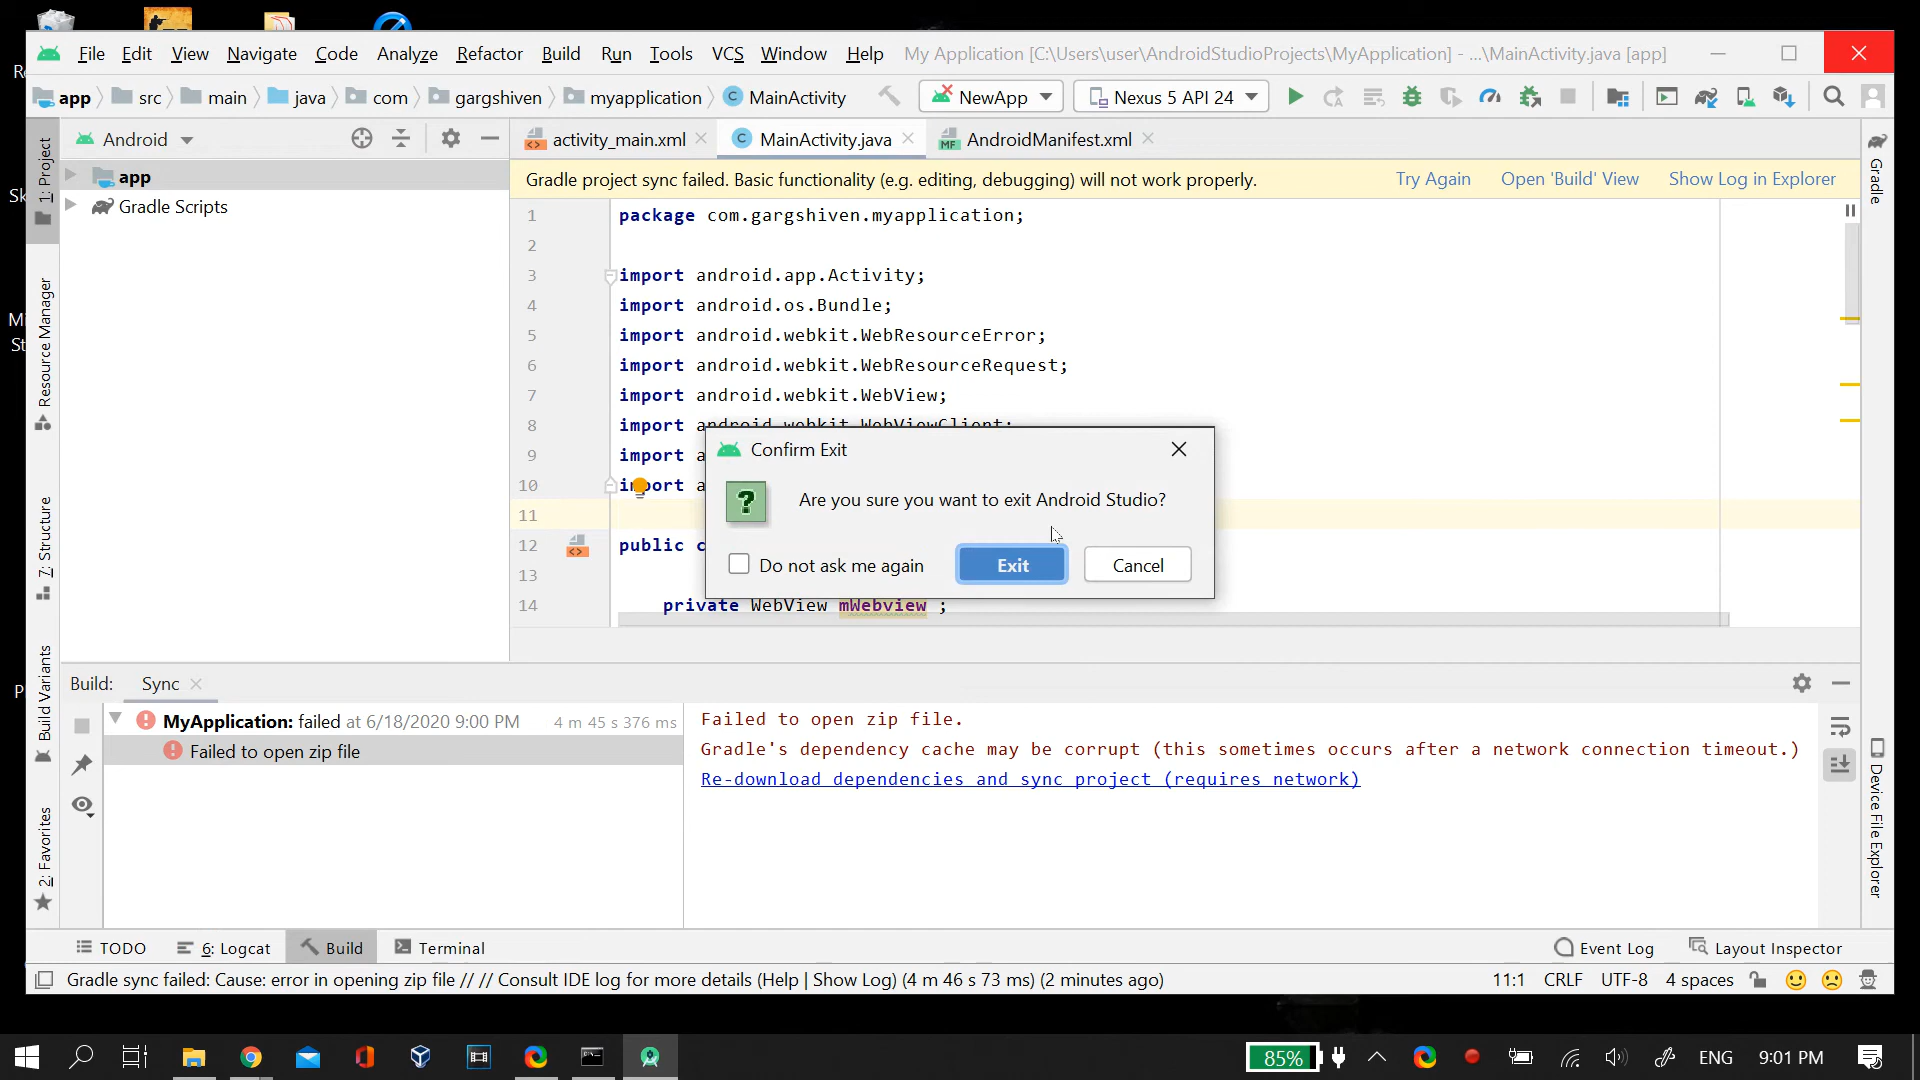 File Edit View Navigate Code Analyze Refactor Build Run Tools VCS Window Help My Application [C:\Users\user\AndroidStudioProjects\MyApplication] - ...\MainActivity.java [app]
app src main java com gargshiven myapplication MainActivity NewApp Nexus 5 API 24
Android
activity_main.xml MainActivity.java AndroidManifest.xml
app
Gradle Scripts
Gradle project sync failed. Basic functionality (e.g. editing, debugging) will not work properly. Try Again Open 'Build' View Show Log in Explorer
1 package com.gargshiven.myapplication;
2
3 import android.app.Activity;
4 import android.os.Bundle;
5 import android.webkit.WebResourceError;
6 import android.webkit.WebResourceRequest;
7 import android.webkit.WebView;
8 import android.webkit.WebViewClient;
9 import a
10 import a
11
12 public c
13
14 private WebView mWebview ;
Confirm Exit
Are you sure you want to exit Android Studio?
Do not ask me again Exit Cancel
1: Project
Resource Manager
7: Structure
Build Variants
2: Favorites
Gradle
Device File Explorer
Build: Sync
MyApplication: failed at 6/18/2020 9:00 PM 4 m 45 s 376 ms
Failed to open zip file
Failed to open zip file.
Gradle's dependency cache may be corrupt (this sometimes occurs after a network connection timeout.)
Re-download dependencies and sync project (requires network)
TODO 6: Logcat Build Terminal Event Log Layout Inspector
Gradle sync failed: Cause: error in opening zip file // // Consult IDE log for more details (Help | Show Log) (4 m 46 s 73 ms) (2 minutes ago) 11:1 CRLF UTF-8 4 spaces
85% ENG 9:01 PM